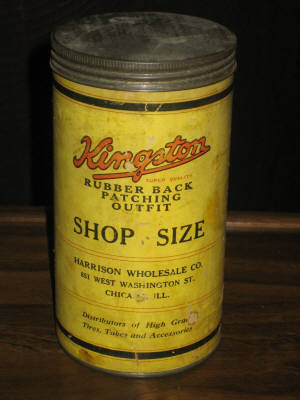 Kingston
SUPER QUALITY
RUBBER BACK
PATCHING
OUTFIT
SHOP SIZE
HARRISON WHOLESALE CO.
851 WEST WASHINGTON ST.
ILL.
Distributors of High
Tires, Tubes and Accessories